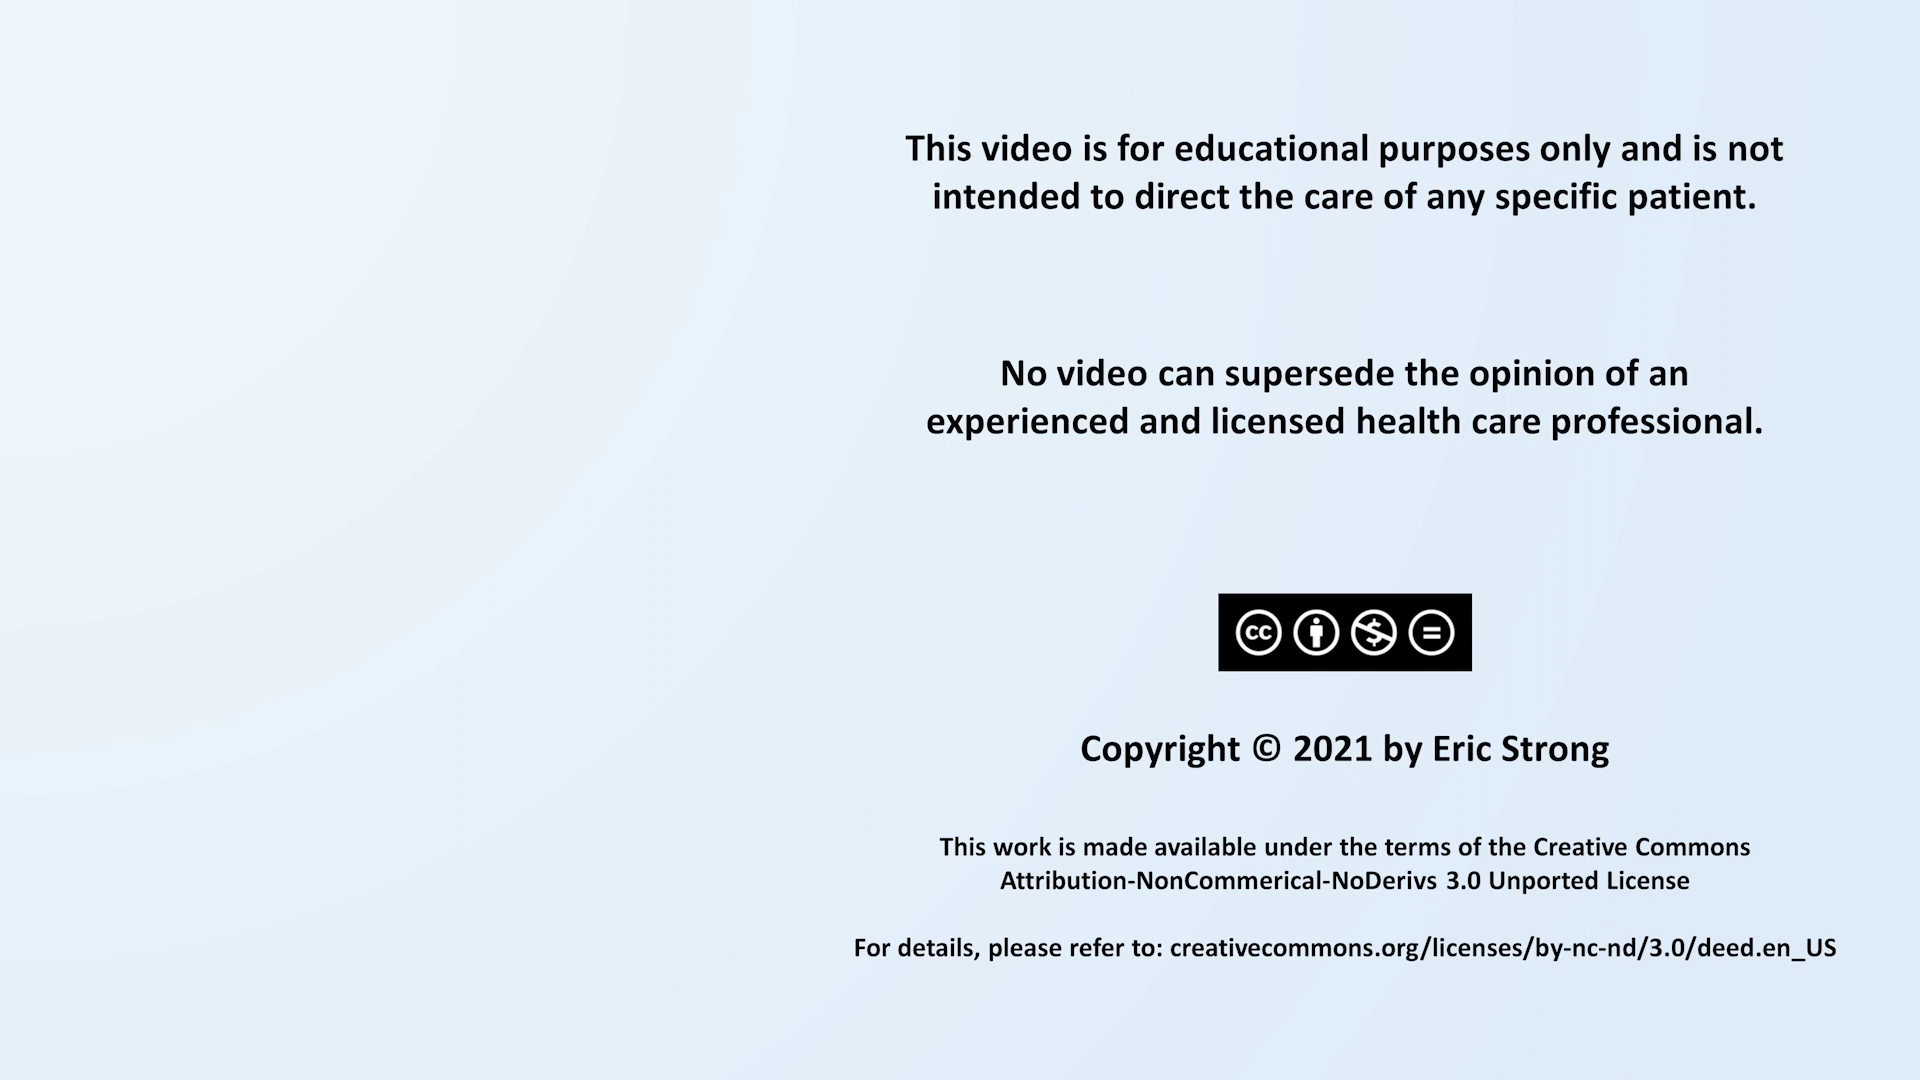 This video is for educational purposes only and is not
intended to direct the care of any specific patient.
No video can supersede the opinion of an
experienced and licensed health care professional.
cc
Copyright © 2021 by Eric Strong
This work is made available under the terms of the Creative Commons
Attribution-NonCommerical-NoDerivs 3.0 Unported License
For details, please refer to: creativecommons.org/licenses/by-nc-nd/3.0/deed.en_US